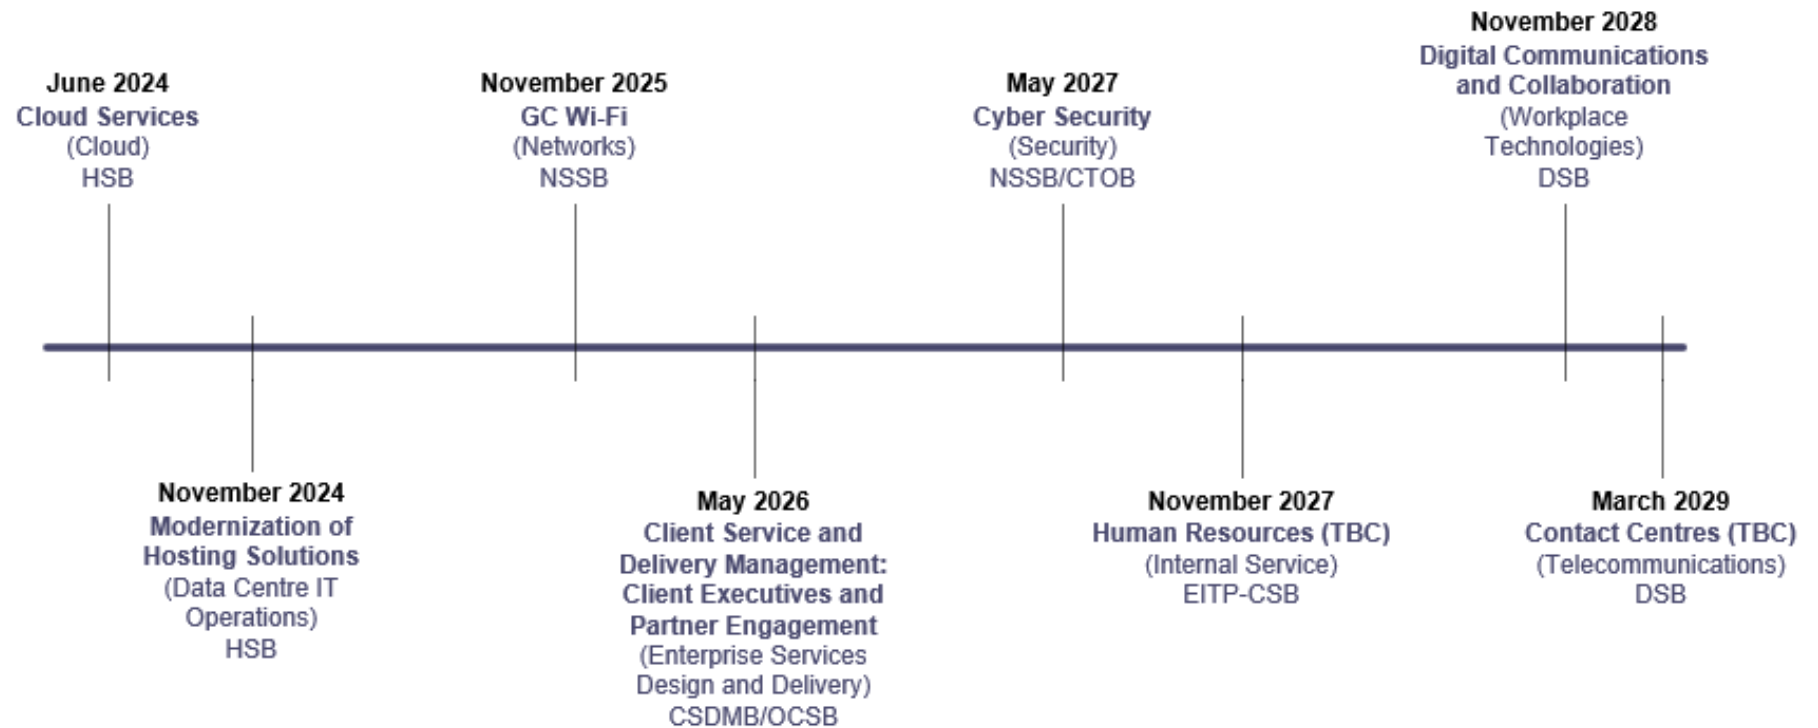 June 2024
Cloud Services
(Cloud)
HSB
November 2024
Modernization of
Hosting Solutions
(Data Centre IT
Operations)
HSB
November 2025
GC Wi-Fi
(Networks)
NSSB
May 2026
Client Service and
Delivery Management:
Client Executives and
Partner Engagement
(Enterprise Services
Design and Delivery)
CSDMB/OCSB
May 2027
Cyber Security
(Security)
NSSB/CTOB
November 2027
Human Resources (TBC)
(Internal Service)
EITP-CSB
November 2028
Digital Communications
and Collaboration
(Workplace
Technologies)
DSB
March 2029
Contact Centres (TBC)
(Telecommunications)
DSB